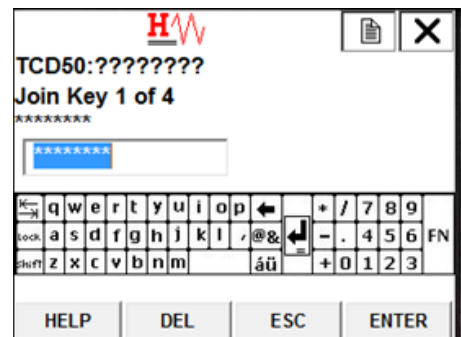 H
TCD50:????????
Join Key 1 of 4
********
********
q w e r t y u i o p * / 7 8 9
Lock a s d f g h j k l , @& - . 4 5 6 FN
Shift z x c v b n m áü = + 0 1 2 3
HELP DEL ESC ENTER